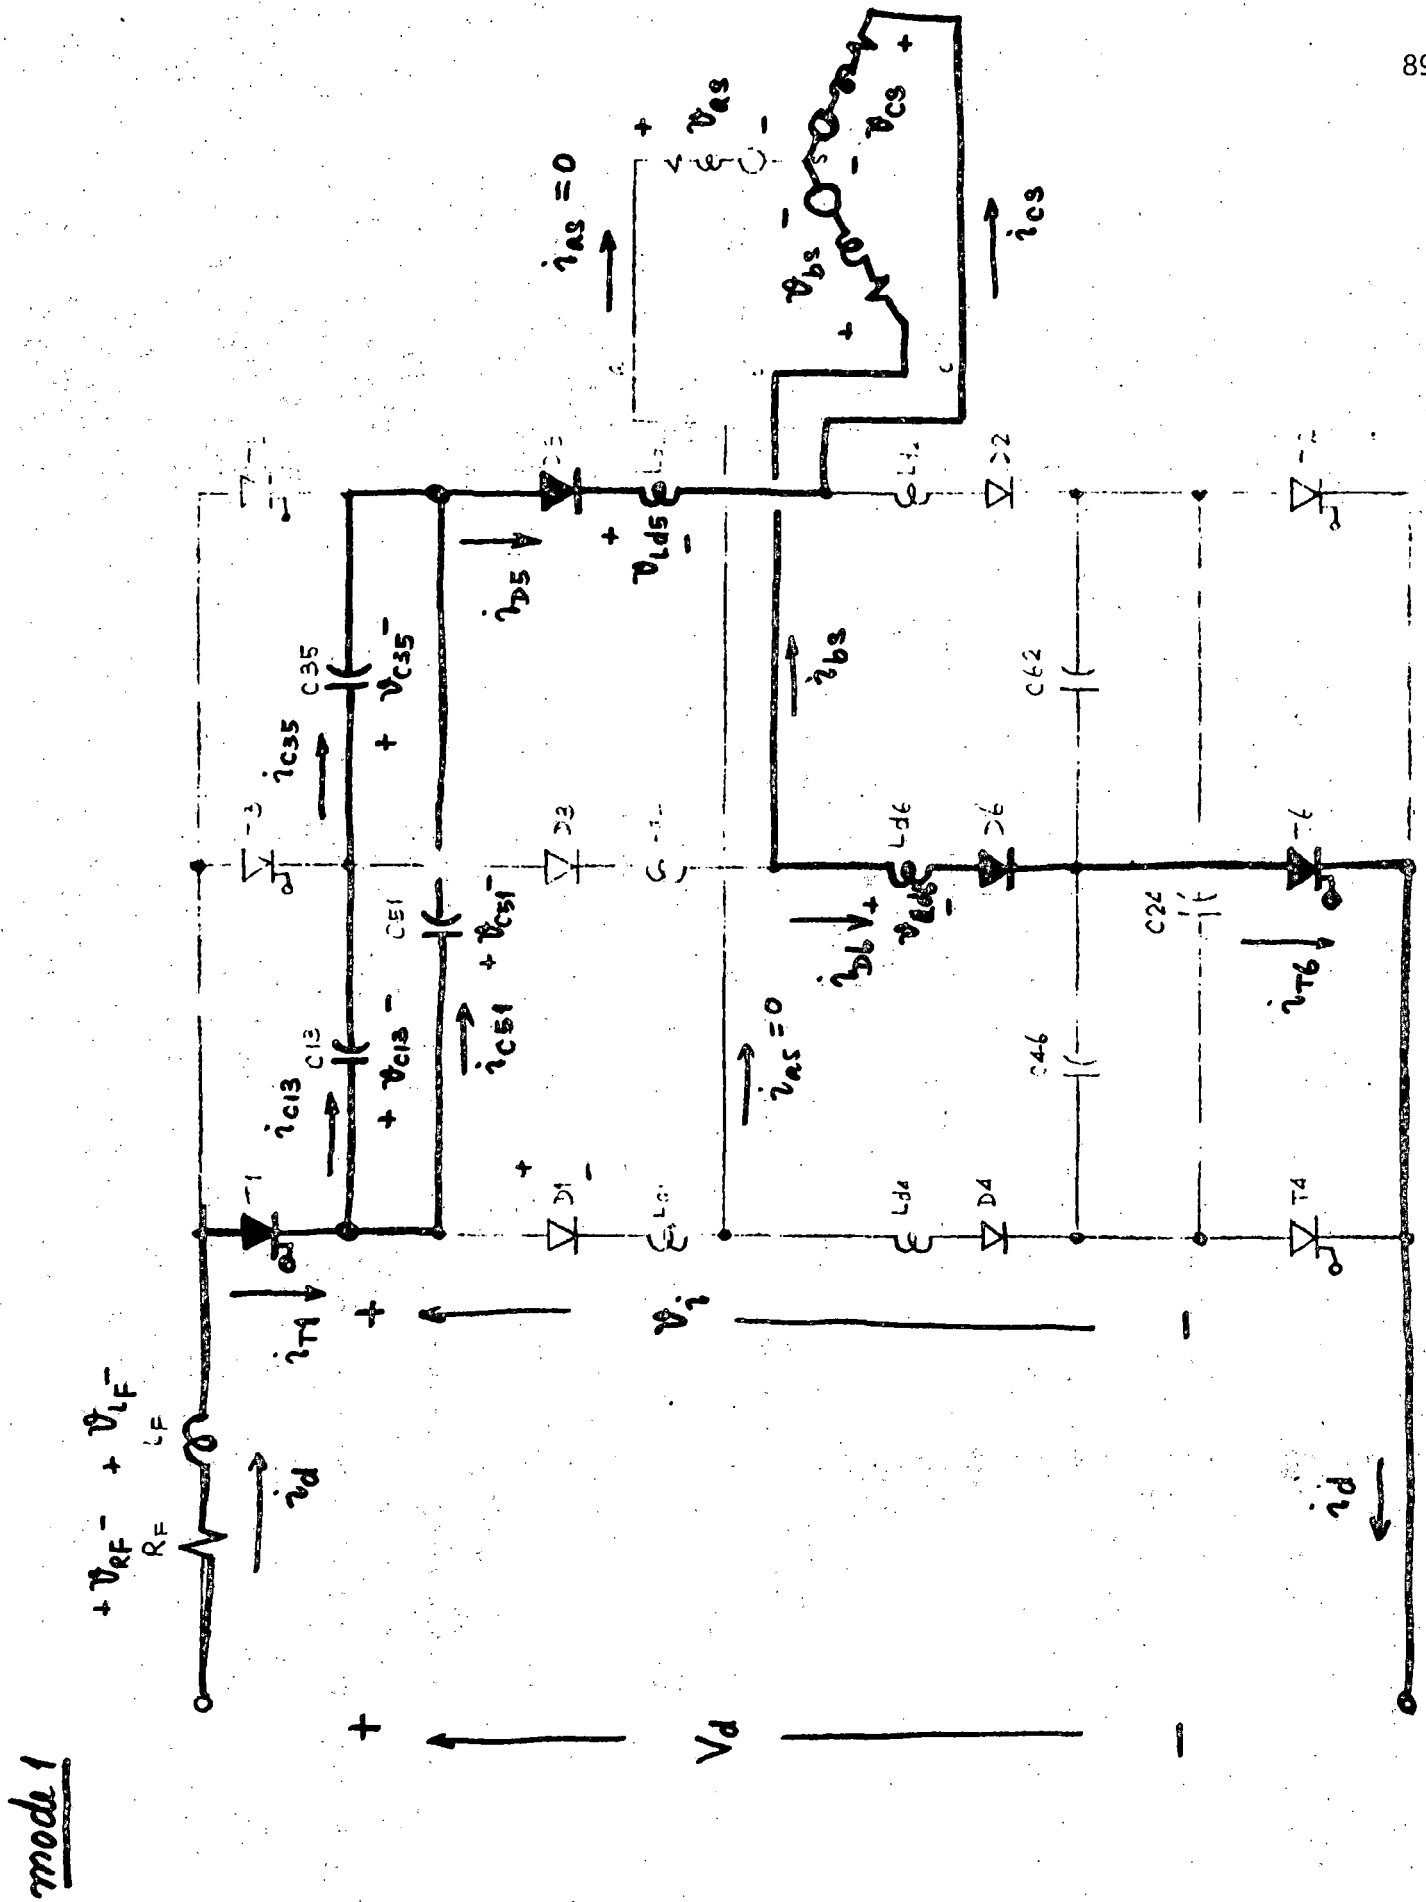 89
mode 1
+ vRF - + vLF -
RF LF
id
iT1
T1
iC13
C13
+ vC13 -
iC35
C35
+ vC35 -
C51
+ vC51 -
iC51
iD5
+ vLd5 -
D1
+ -
D3
ias = 0
+ vas -
ias = 0
ibs
ics
+ vbs -
- vcs +
S
C
Vd
+ -
vi
+ -
iD6
Ld6
D6
Ld4
D4
Ld2
D2
C46
C62
iT6
T4
id